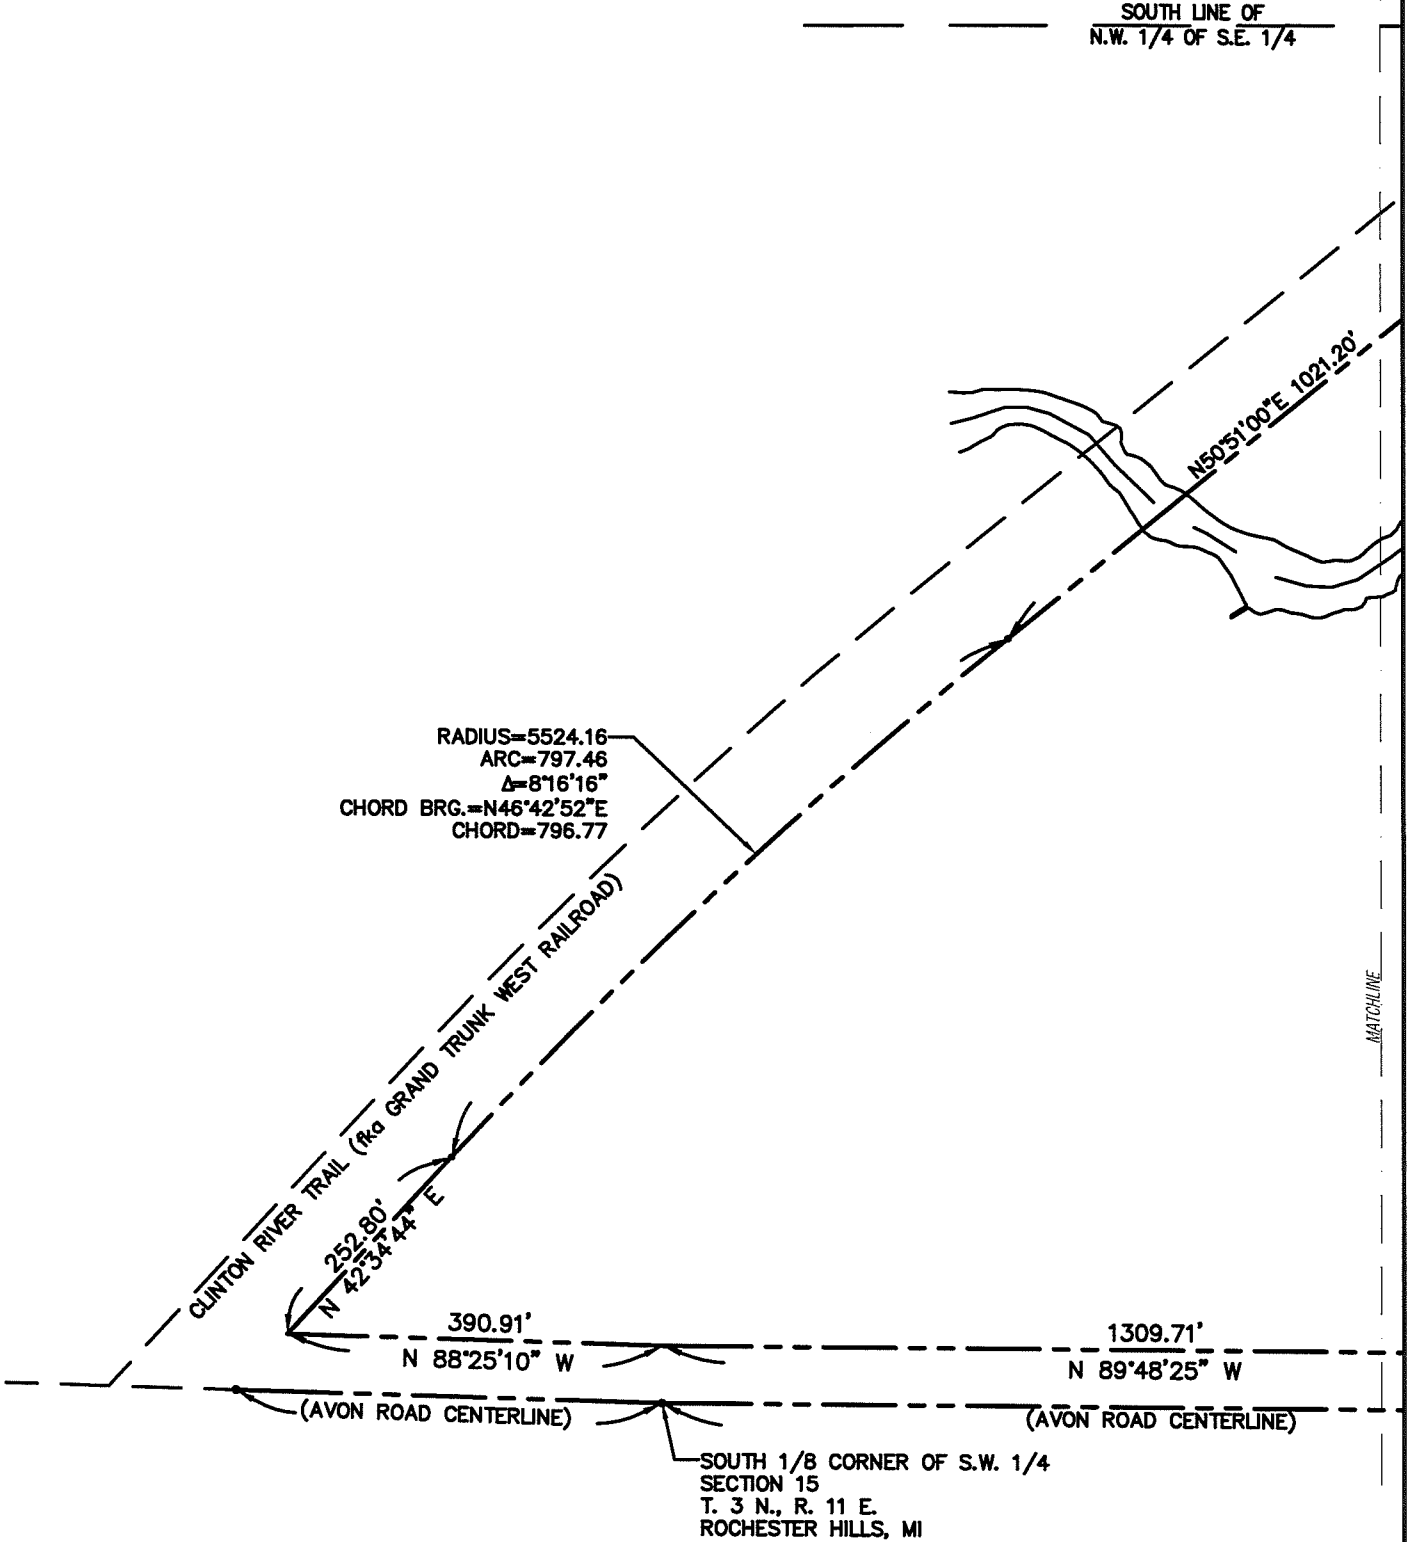 SOUTH LINE OF
N.W. 1/4 OF S.E. 1/4
N50°51'00"E 1021.20'
RADIUS=5524.16
ARC=797.46
Δ=8°16'16"
CHORD BRG.=N46°42'52"E
CHORD=796.77
CLINTON RIVER TRAIL (fka GRAND TRUNK WEST RAILROAD)
MATCHLINE
252.80'
N 42°34'44" E
390.91'
N 88°25'10" W
1309.71'
N 89°48'25" W
(AVON ROAD CENTERLINE)
(AVON ROAD CENTERLINE)
SOUTH 1/8 CORNER OF S.W. 1/4
SECTION 15
T. 3 N., R. 11 E.
ROCHESTER HILLS, MI